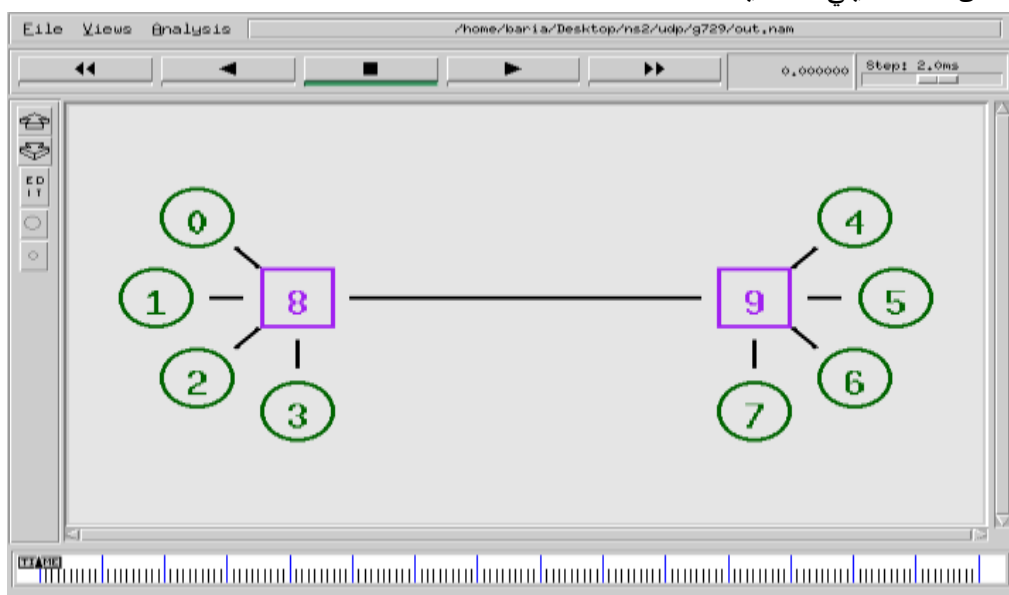 File Views Analysis /home/baria/Desktop/ns2/udp/g729/out.nam
0.000000 Step: 2.0ms
ED
IT
0 4
1 8 9 5
2 6
3 7
TIME